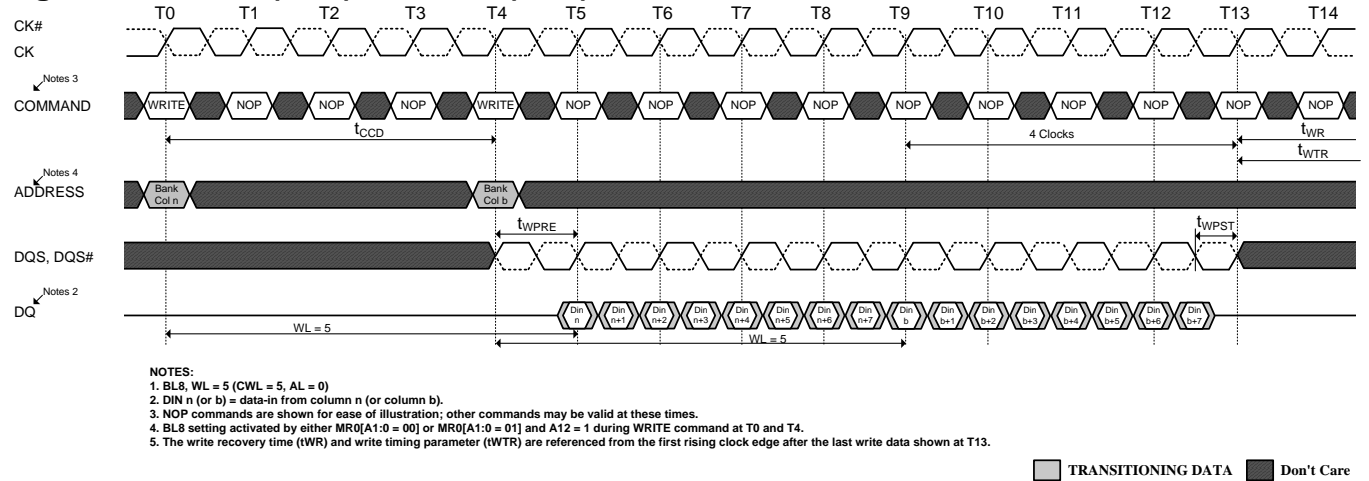 T0 T1 T2 T3 T4 T5 T6 T7 T8 T9 T10 T11 T12 T13 T14
CK#
CK
Notes 3
COMMAND
WRITE NOP NOP NOP WRITE NOP NOP NOP NOP NOP NOP NOP NOP NOP NOP
tCCD
4 Clocks
tWR
tWTR
Notes 4
ADDRESS
Bank Col n
Bank Col b
tWPRE
tWPST
DQS, DQS#
Notes 2
DQ
Din n Din n+1 Din n+2 Din n+3 Din n+4 Din n+5 Din n+6 Din n+7 Din b Din b+1 Din b+2 Din b+3 Din b+4 Din b+5 Din b+6 Din b+7
WL = 5
WL = 5
NOTES:
1. BL8, WL = 5 (CWL = 5, AL = 0)
2. DIN n (or b) = data-in from column n (or column b).
3. NOP commands are shown for ease of illustration; other commands may be valid at these times.
4. BL8 setting activated by either MR0[A1:0 = 00] or MR0[A1:0 = 01] and A12 = 1 during WRITE command at T0 and T4.
5. The write recovery time (tWR) and write timing parameter (tWTR) are referenced from the first rising clock edge after the last write data shown at T13.
TRANSITIONING DATA Don't Care